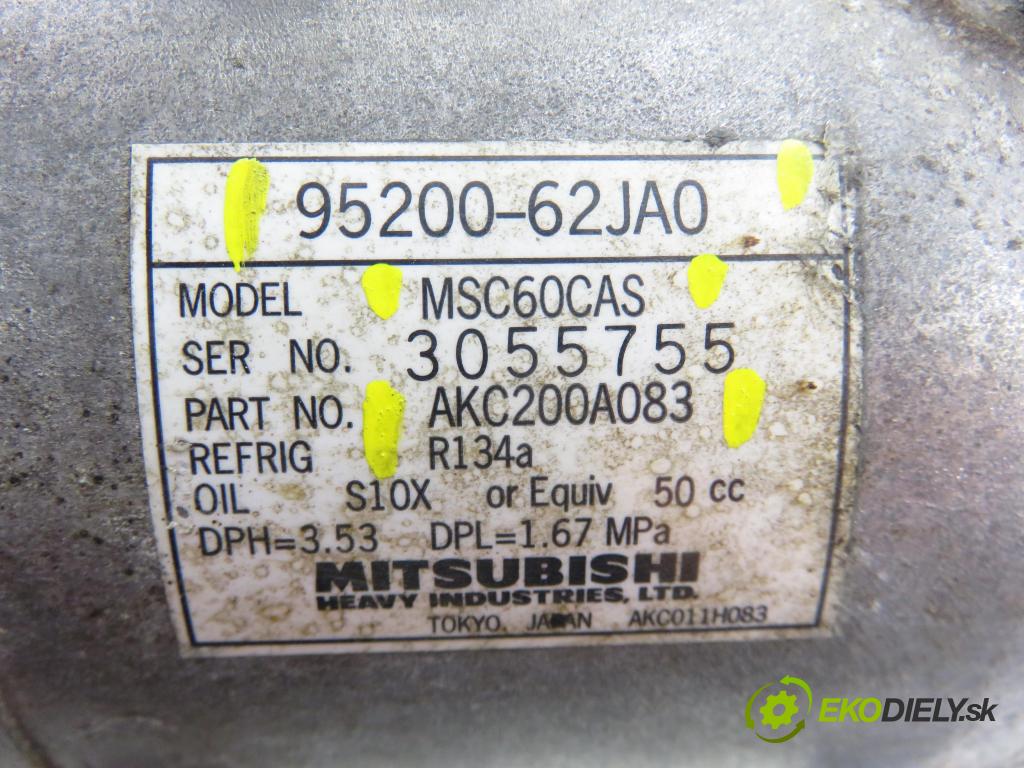 95200-62JA0
MODEL MSC60CAS
SER NO. 3055755
PART NO. AKC200A083
REFRIG R134a
OIL S10X or Equiv 50 cc
DPH=3.53 DPL=1.67 MPa
MITSUBISHI
HEAVY INDUSTRIES, LTD.
TOKYO, JAPAN AKC011H083
EKODIELY.sk